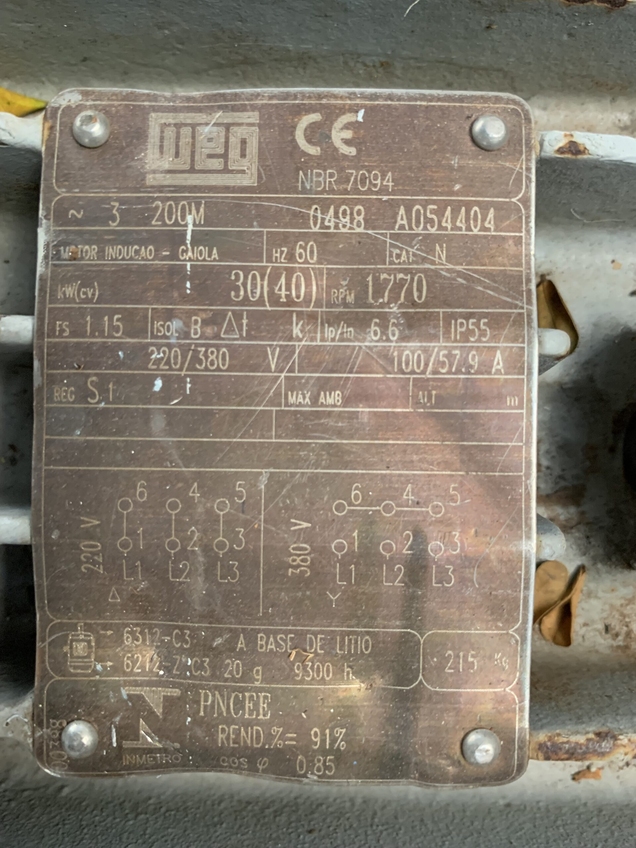 WEG CE
NBR 7094
~ 3 200M 0498 A054404
MOTOR INDUCAO - GAIOLA HZ 60 CAT N
kW(cv) 30(40) RPM 1770
FS 1.15 ISOL B Δt k Ip/In 6.6 IP55
220/380 V 100/57.9 A
REG S.1 MAX AMB ALT m
220 V 6 4 5 380 V 6 4 5
1 2 3 1 2 3
L1 L2 L3 L1 L2 L3
Δ Y
6312-C3 A BASE DE LITIO
6212-Z-C3 20 g 9300 h 215 Kg
PNCEE
REND.%= 91%
INMETRO cos φ 0.85